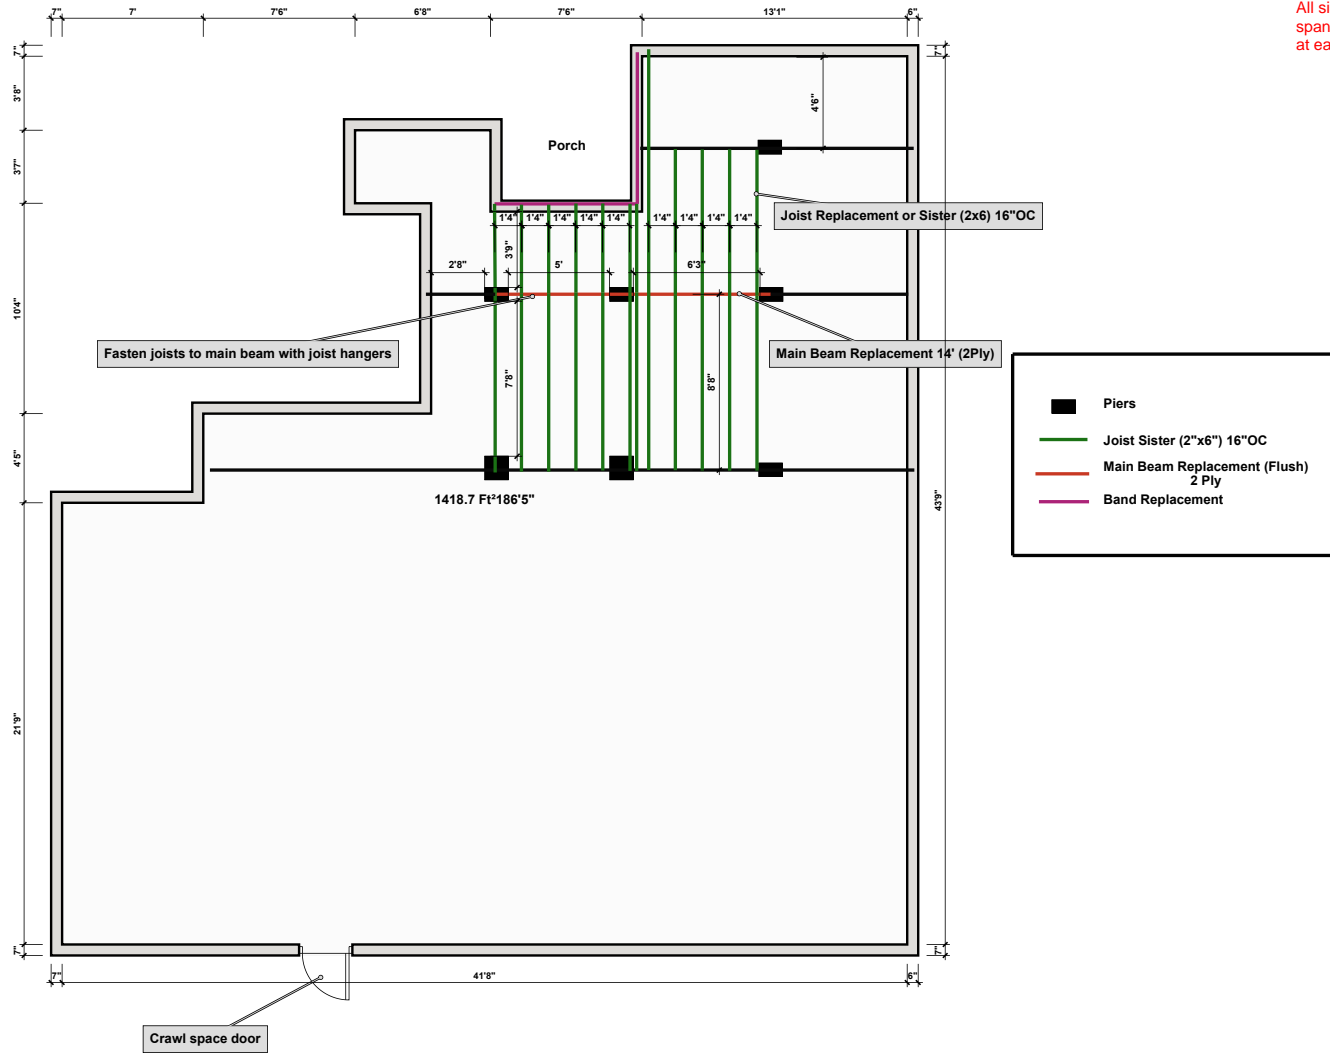 7" 7' 7'6" 6'8" 7'6" 13'1" 6"
All si
span
at ea
7"
3'8"
3'7"
10'4"
4'5"
21'9"
7"
7"
43'9"
7"
4'6"
Porch
Joist Replacement or Sister (2x6) 16"OC
1'4" 1'4" 1'4" 1'4" 1'4" 1'4" 1'4" 1'4" 1'4"
3'9"
2'8" 5' 6'3"
Fasten joists to main beam with joist hangers
Main Beam Replacement 14' (2Ply)
7'8"
8'8"
1418.7 Ft²186'5"
Piers
Joist Sister (2"x6") 16"OC
Main Beam Replacement (Flush)
2 Ply
Band Replacement
7" 41'8" 6"
Crawl space door